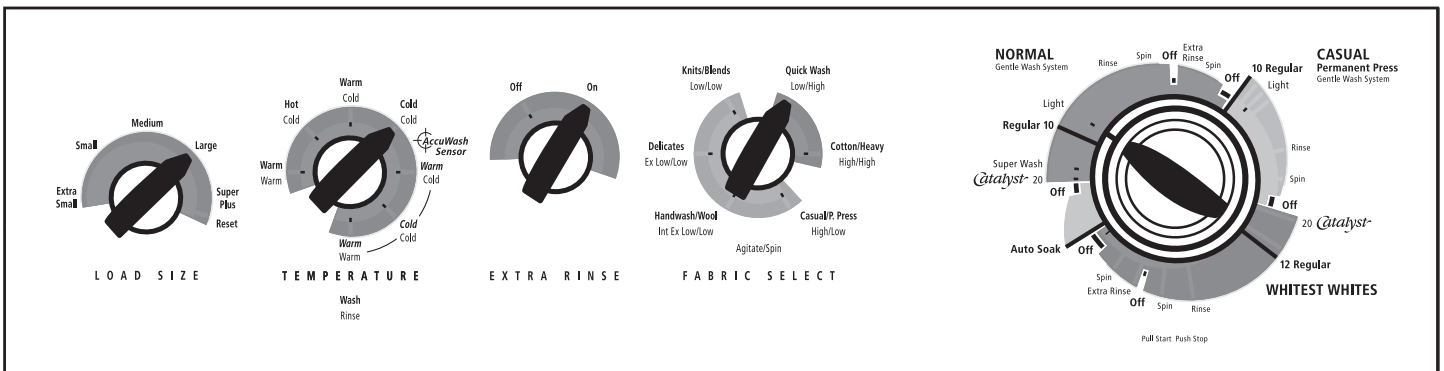 Extra
Small
Small
Medium
Large
Super
Plus
Reset
LOAD SIZE
Warm
Warm
Hot
Cold
Warm
Cold
Cold
Cold
AccuWash
Sensor
Warm
Cold
Cold
Cold
Warm
Warm
TEMPERATURE
Wash
Rinse
Off
On
EXTRA RINSE
Knits/Blends
Low/Low
Quick Wash
Low/High
Delicates
Ex Low/Low
Cotton/Heavy
High/High
Handwash/Wool
Int Ex Low/Low
Casual/P. Press
High/Low
Agitate/Spin
FABRIC SELECT
NORMAL
Gentle Wash System
Rinse
Spin
Off
Extra
Rinse
Spin
Off
CASUAL
Permanent Press
Gentle Wash System
10 Regular
Light
Rinse
Spin
Off
20 Catalyst
12 Regular
WHITEST WHITES
Rinse
Spin
Off
Extra Rinse
Spin
Off
Auto Soak
Off
Catalyst 20
Super Wash
Regular 10
Light
Pull Start Push Stop